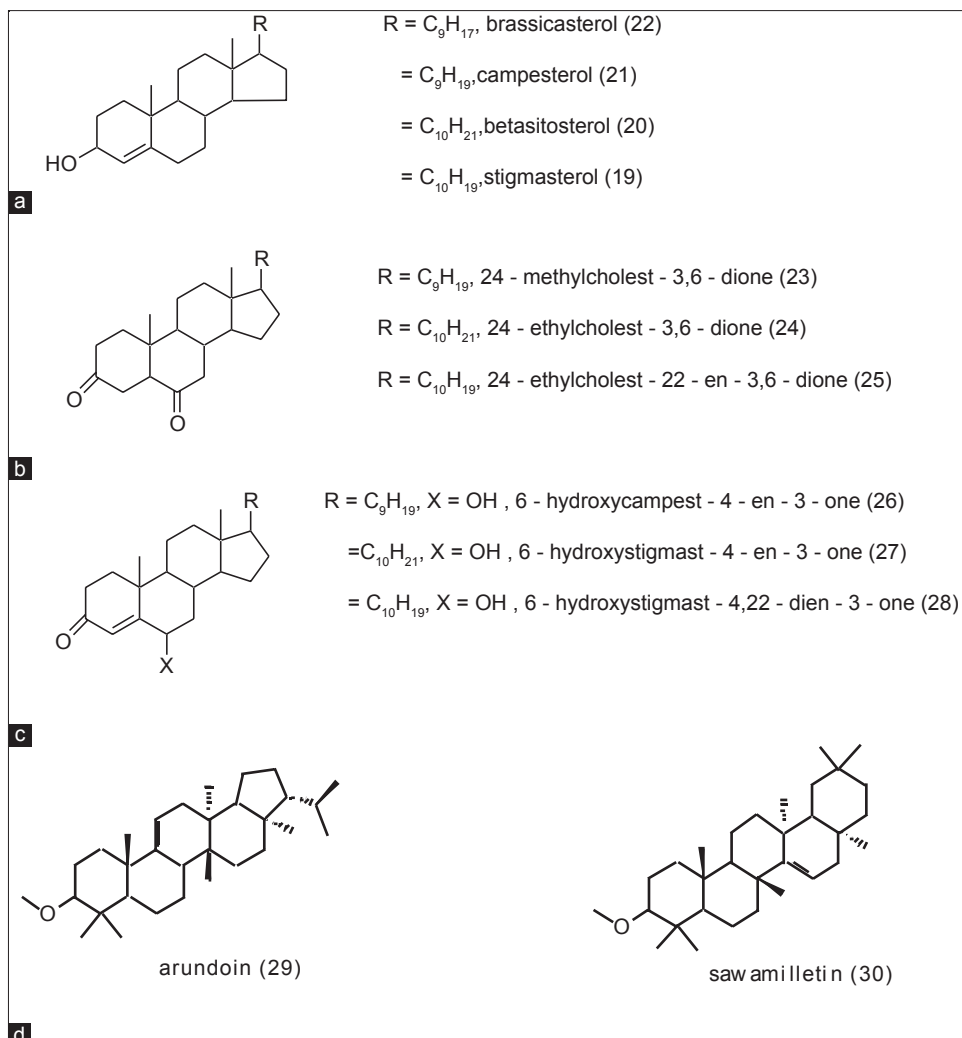 R
R = C₉H₁₇, brassicasterol (22)
= C₉H₁₉,campesterol (21)
= C₁₀H₂₁,betasitosterol (20)
HO
= C₁₀H₁₉,stigmasterol (19)
a
R
R = C₉H₁₉, 24 - methylcholest - 3,6 - dione (23)
R = C₁₀H₂₁, 24 - ethylcholest - 3,6 - dione (24)
R = C₁₀H₁₉, 24 - ethylcholest - 22 - en - 3,6 - dione (25)
O
O
b
R
R = C₉H₁₉, X = OH , 6 - hydroxycampest - 4 - en - 3 - one (26)
=C₁₀H₂₁, X = OH , 6 - hydroxystigmast - 4 - en - 3 - one (27)
= C₁₀H₁₉, X = OH , 6 - hydroxystigmast - 4,22 - dien - 3 - one (28)
O
X
c
O
O
arundoin (29)
sawamilletin (30)
d